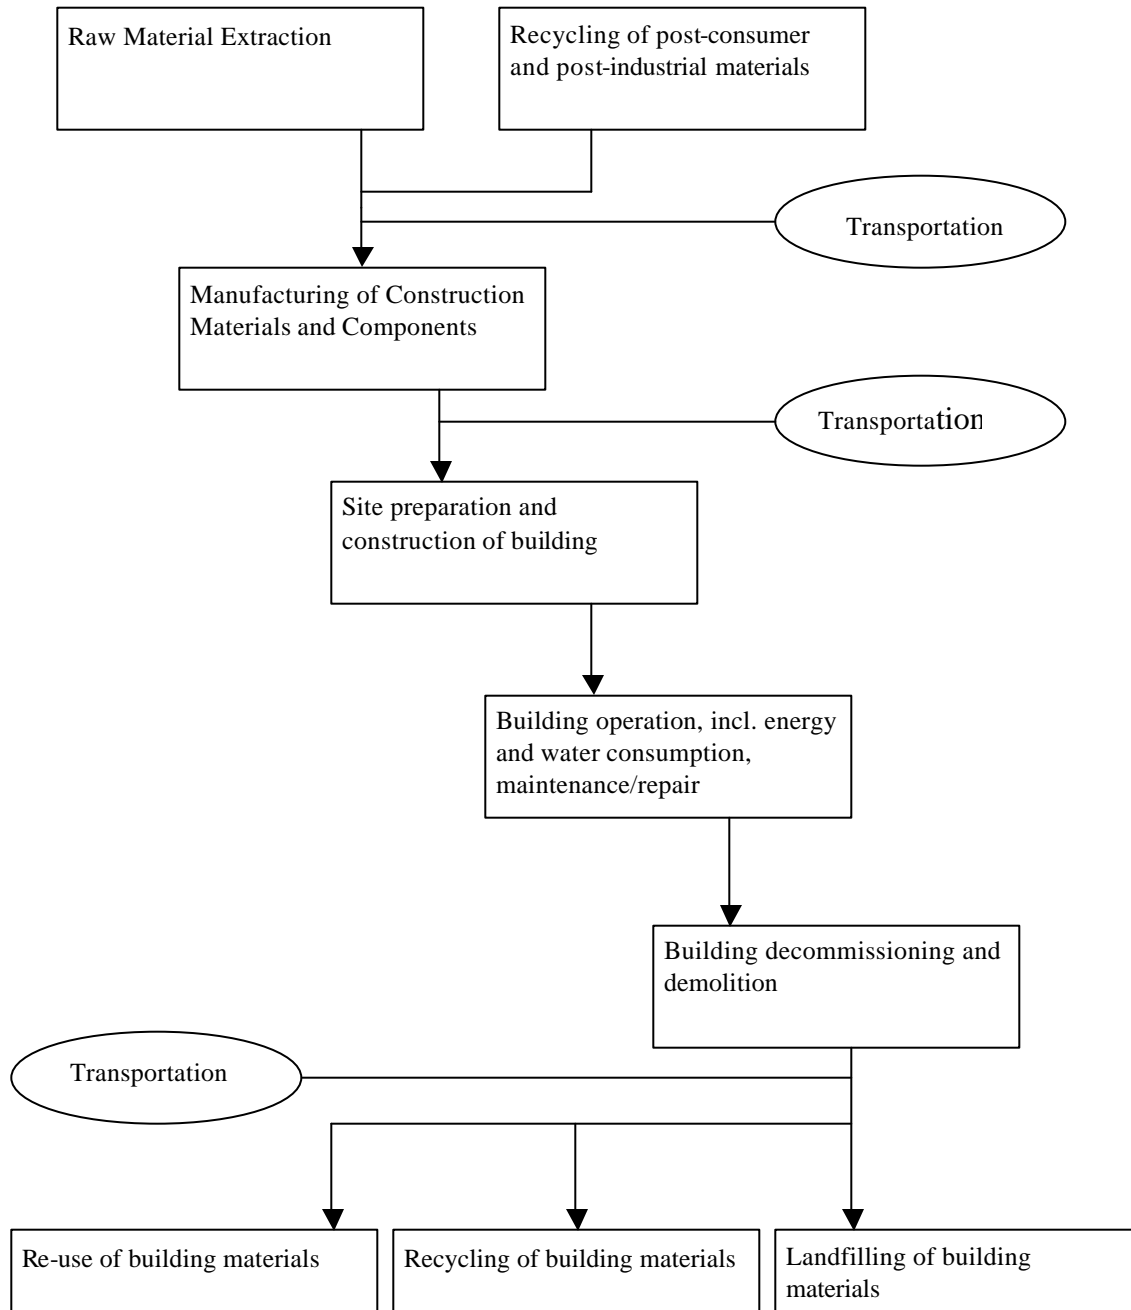 Raw Material Extraction
Recycling of post-consumer
and post-industrial materials
Transportation
Manufacturing of Construction
Materials and Components
Transportation
Site preparation and
construction of building
Building operation, incl. energy
and water consumption,
maintenance/repair
Building decommissioning and
demolition
Transportation
Re-use of building materials
Recycling of building materials
Landfilling of building
materials